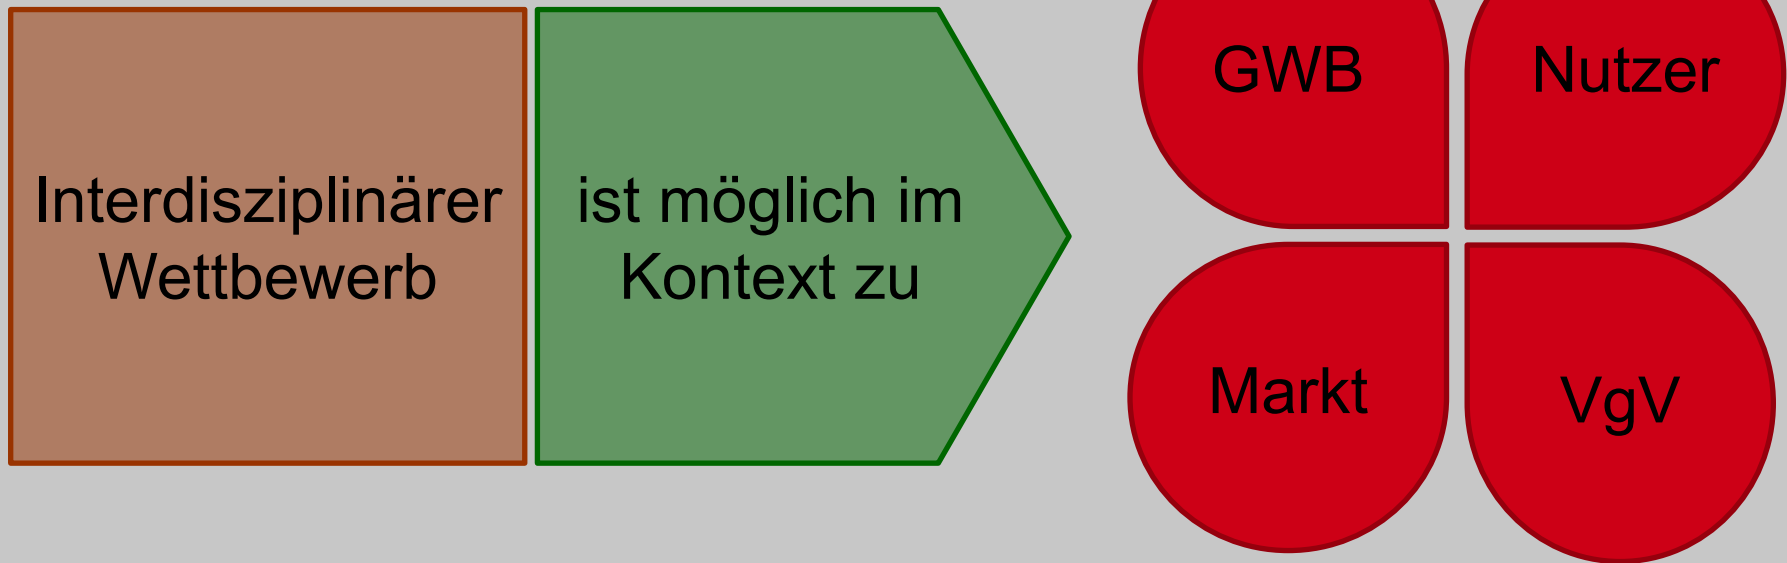 Interdisziplinärer
Wettbewerb
ist möglich im
Kontext zu
GWB
Nutzer
Markt
VgV